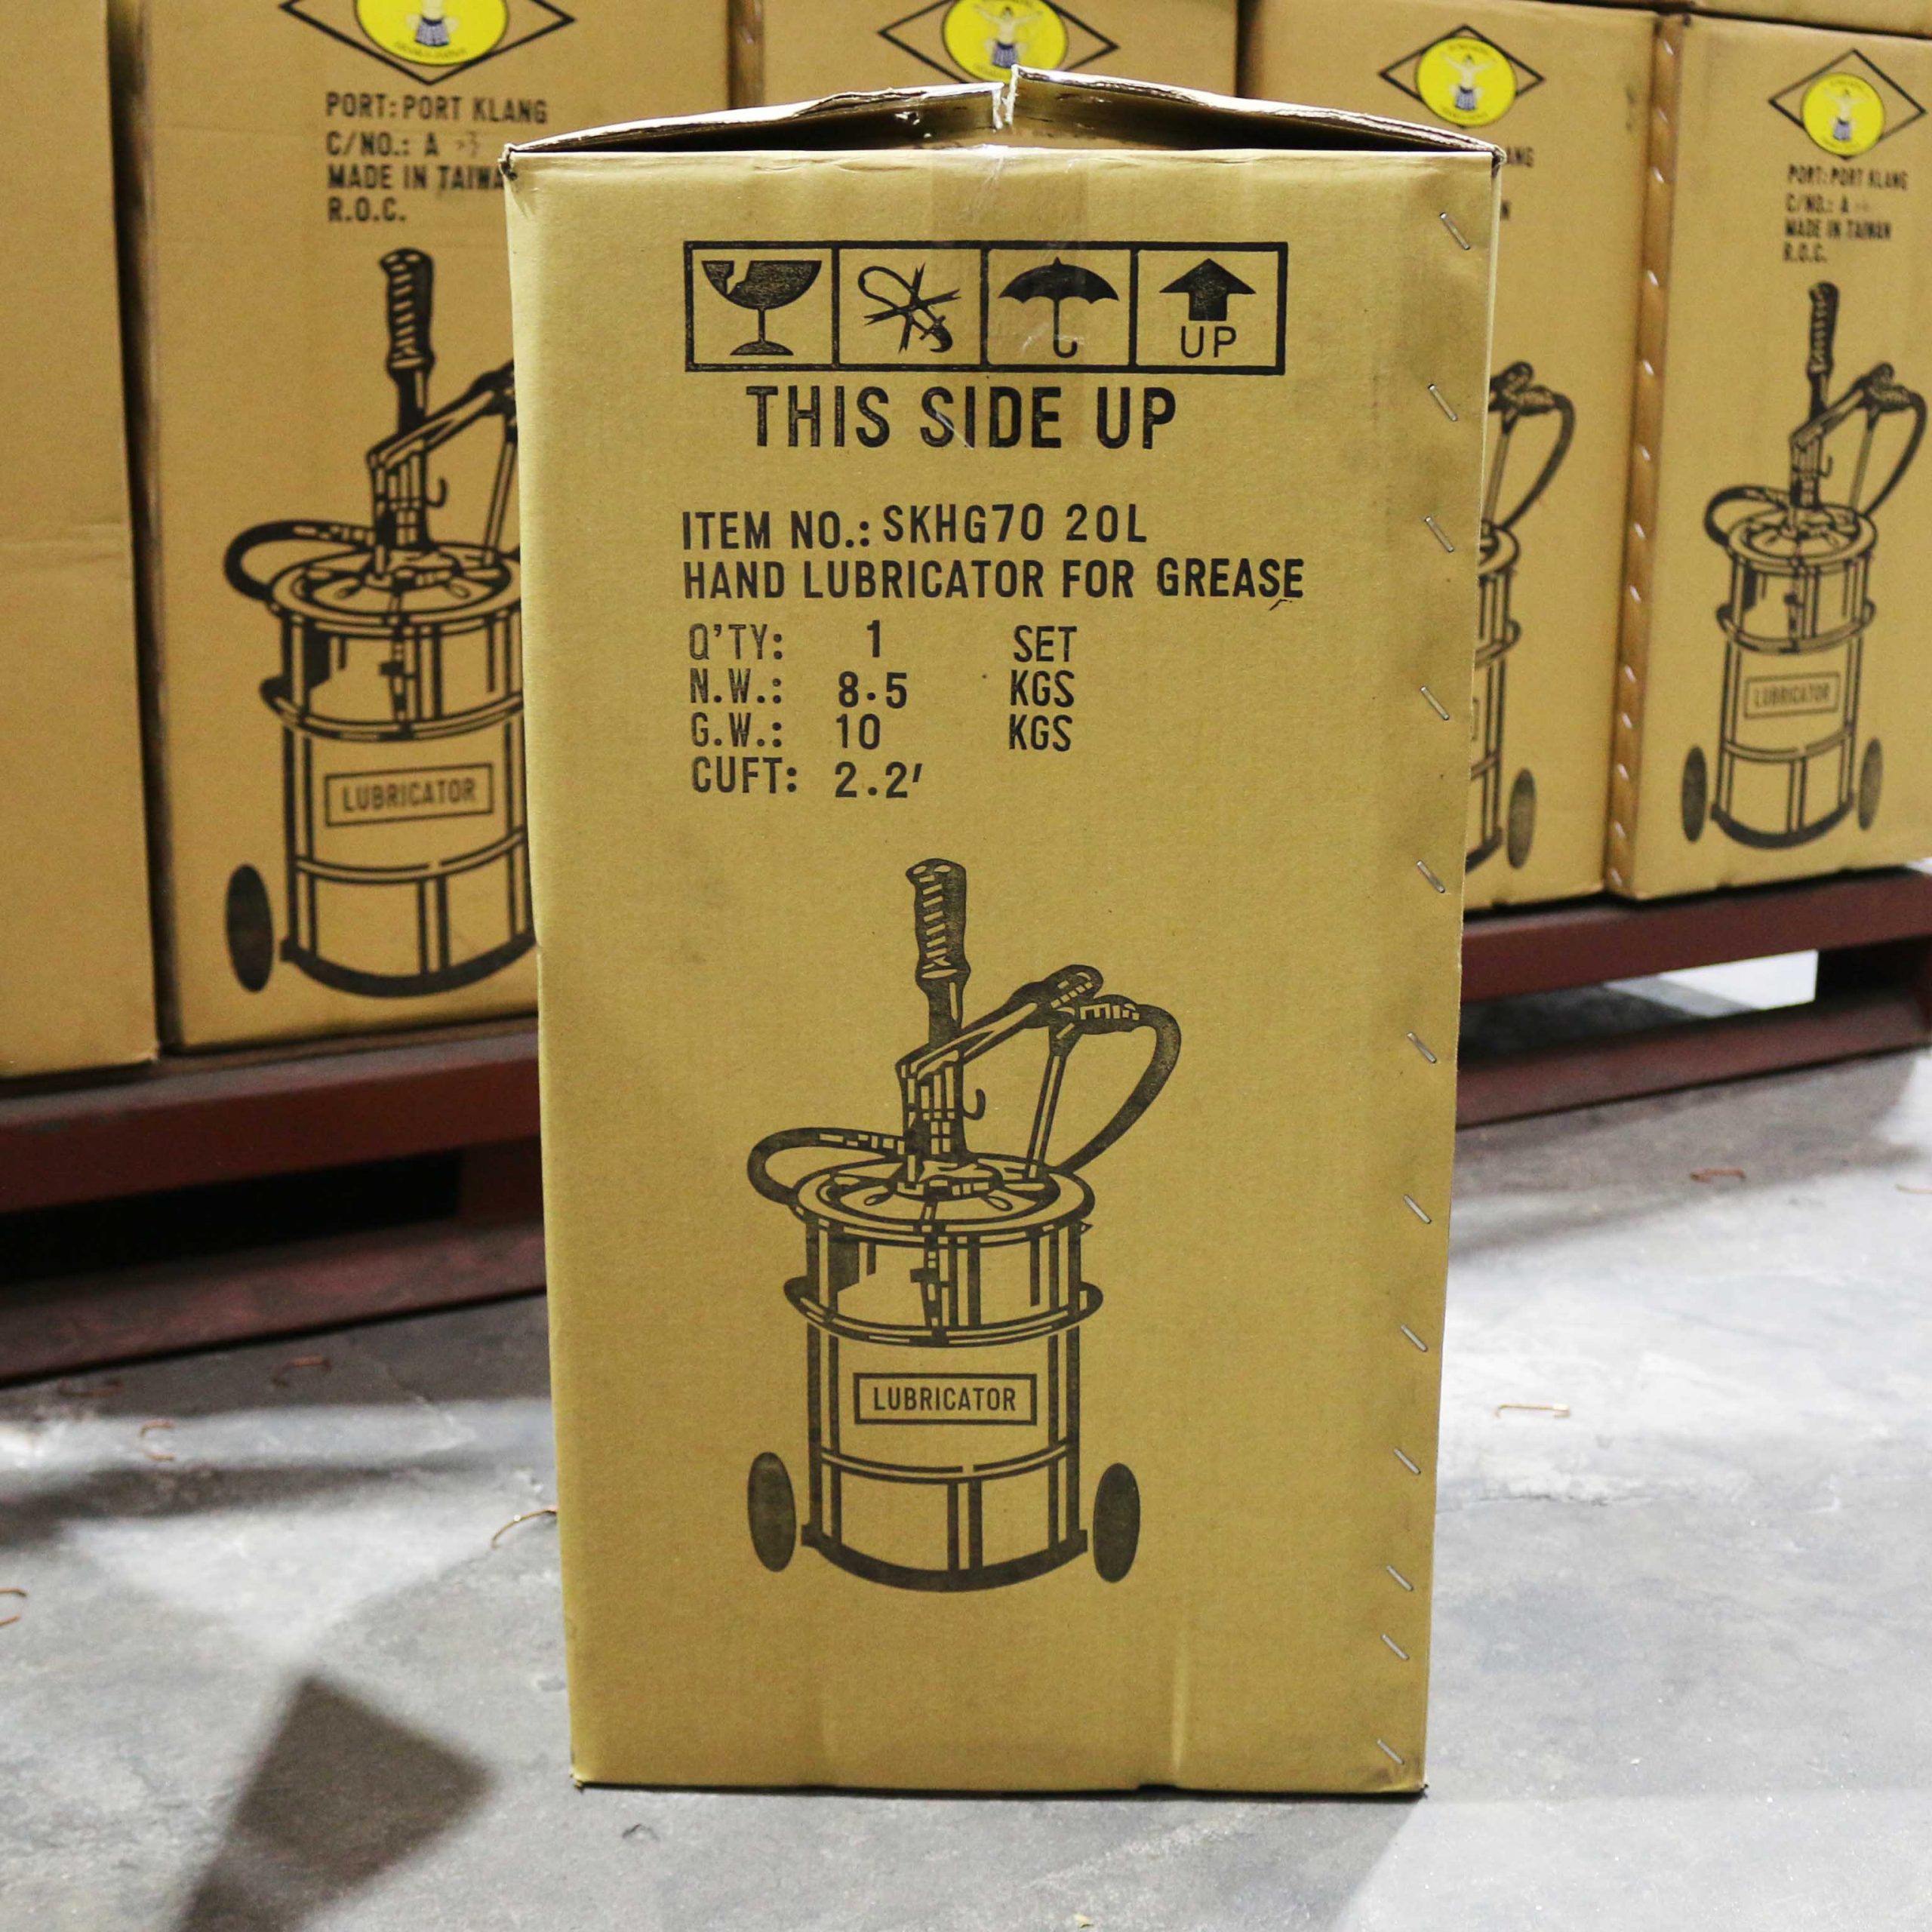 UP
THIS SIDE UP
ITEM NO.: SKHG70 20L
HAND LUBRICATOR FOR GREASE
Q'TY: 1 SET
N.W.: 8.5 KGS
G.W.: 10 KGS
CUFT: 2.2'
LUBRICATOR
PORT: PORT KLANG
C/NO.: A
MADE IN TAIWA
R.O.C.
LUBRICATOR
ANG
N
PORT: PORT KLANG
C/NO.: A
MADE IN TAIWAN
R.O.C.
LUBRICATOR